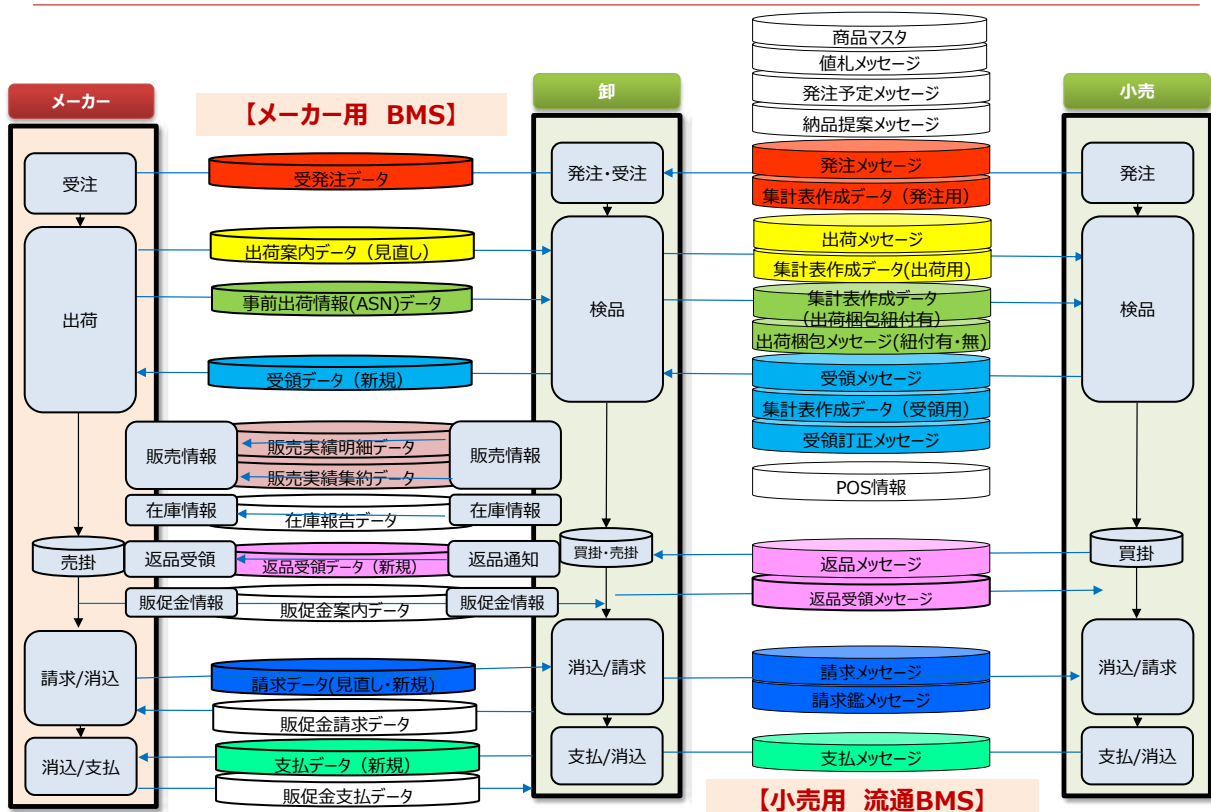 商品マスタ
値札メッセージ
発注予定メッセージ
納品提案メッセージ
メーカー
【メーカー用 BMS】
卸
小売
受注
受発注データ
発注・受注
発注メッセージ
集計表作成データ（発注用）
発注
出荷
出荷案内データ（見直し）
事前出荷情報(ASN)データ
受領データ（新規）
検品
出荷メッセージ
集計表作成データ(出荷用)
集計表作成データ
（出荷梱包紐付有）
出荷梱包メッセージ(紐付有・無)
受領メッセージ
集計表作成データ（受領用）
受領訂正メッセージ
検品
販売情報
販売実績明細データ
販売実績集約データ
販売情報
POS情報
在庫情報
在庫報告データ
在庫情報
売掛
返品受領
返品受領データ（新規）
返品通知
買掛・売掛
返品メッセージ
返品受領メッセージ
買掛
販促金情報
販促金案内データ
販促金情報
請求/消込
請求データ(見直し・新規)
販促金請求データ
消込/請求
請求メッセージ
請求鑑メッセージ
消込/請求
消込/支払
支払データ（新規）
販促金支払データ
支払/消込
支払メッセージ
支払/消込
【小売用 流通BMS】